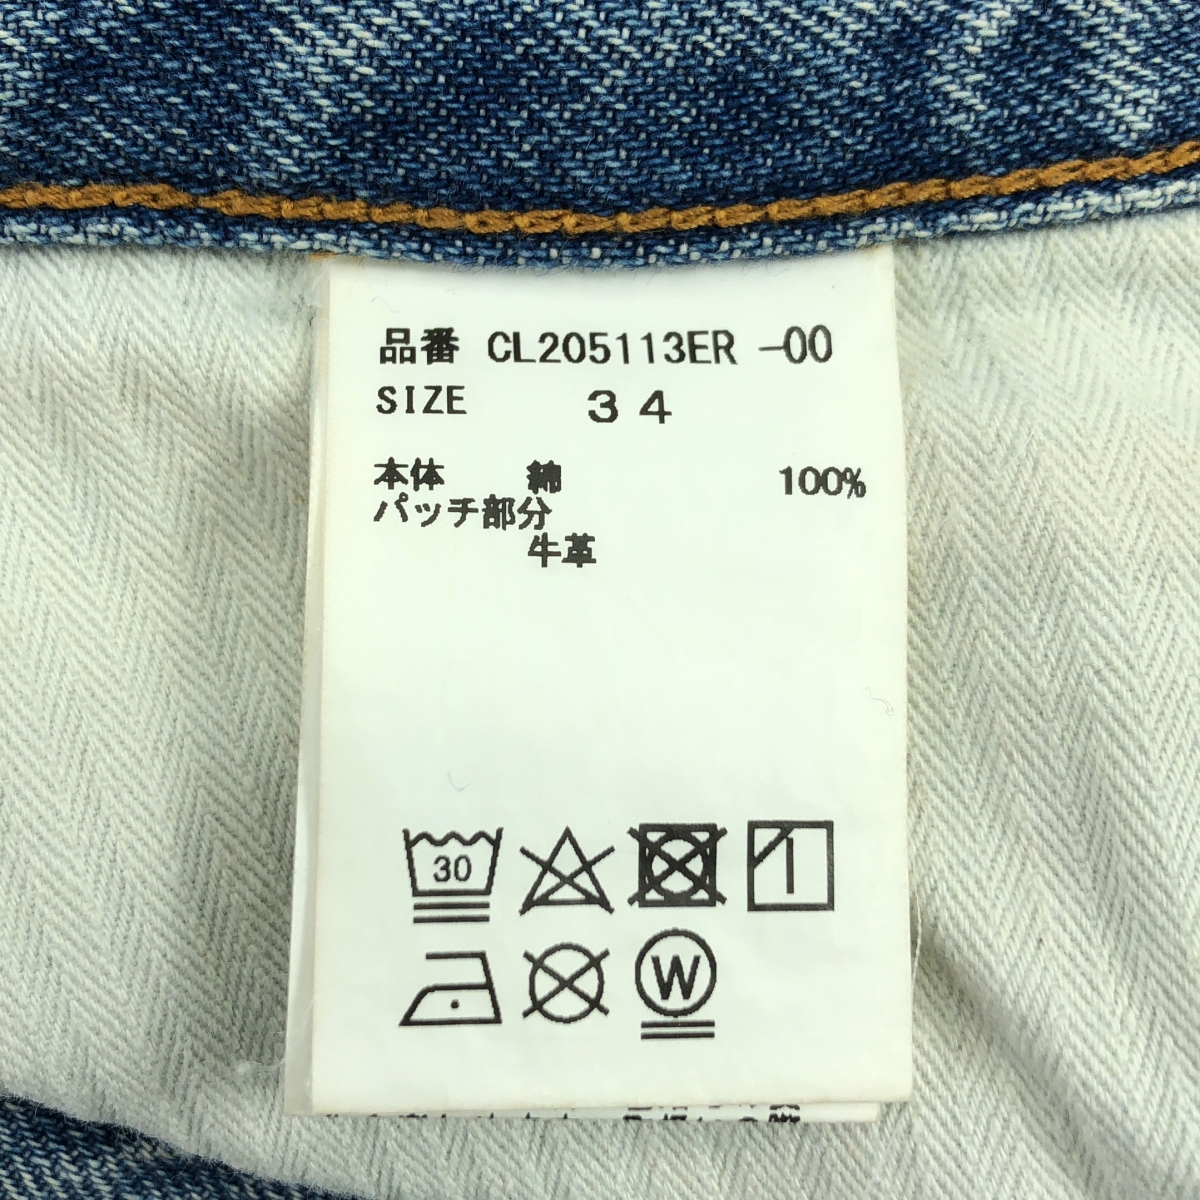 品番 CL205113ER -00
SIZE 34
本体 綿 100%
パッチ部分
牛革
30
W